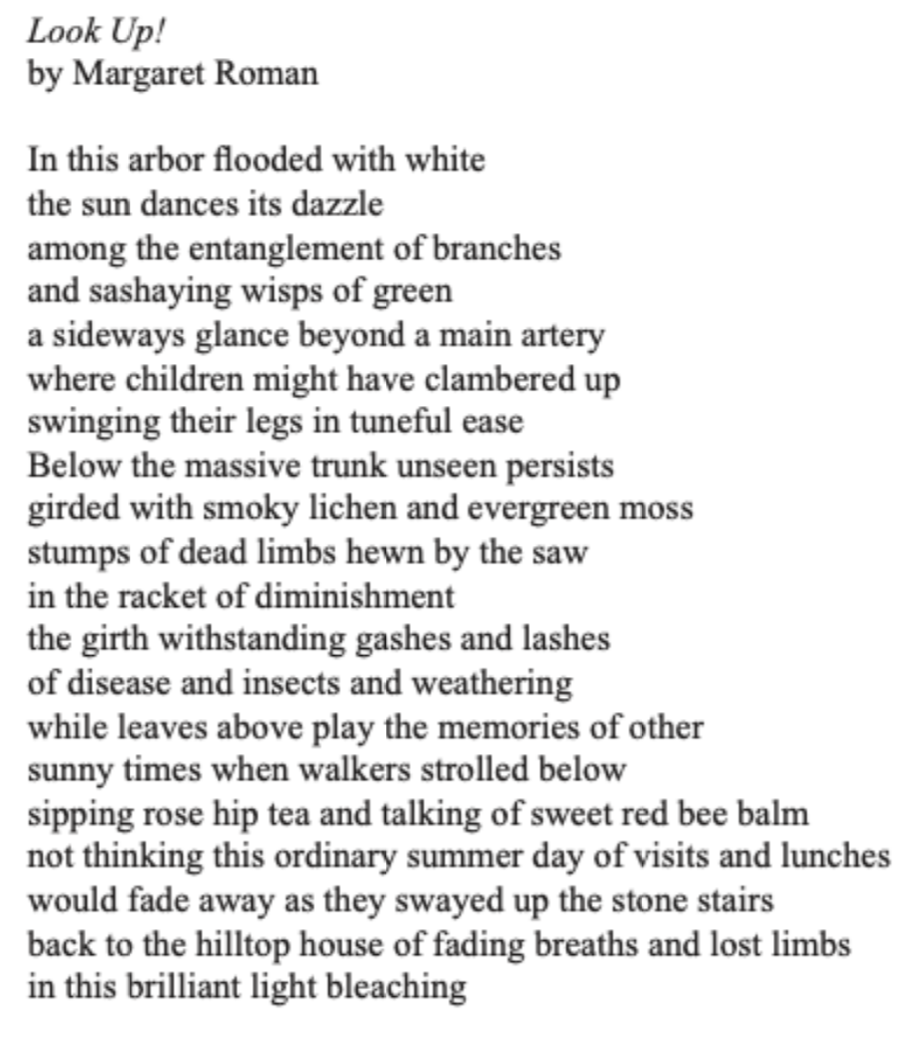 Look Up!
by Margaret Roman
In this arbor flooded with white
the sun dances its dazzle
among the entanglement of branches
and sashaying wisps of green
a sideways glance beyond a main artery
where children might have clambered up
swinging their legs in tuneful ease
Below the massive trunk unseen persists
girded with smoky lichen and evergreen moss
stumps of dead limbs hewn by the saw
in the racket of diminishment
the girth withstanding gashes and lashes
of disease and insects and weathering
while leaves above play the memories of other
sunny times when walkers strolled below
sipping rose hip tea and talking of sweet red bee balm
not thinking this ordinary summer day of visits and lunches
would fade away as they swayed up the stone stairs
back to the hilltop house of fading breaths and lost limbs
in this brilliant light bleaching